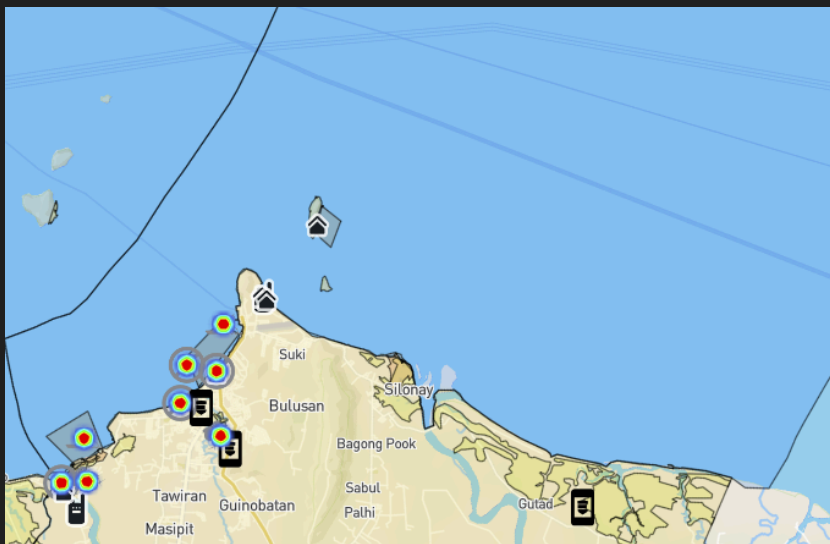 Suki
Silonay
Bulusan
Bagong Pook
Sabul
Tawiran
Guinobatan
Palhi
Gutad
Masipit